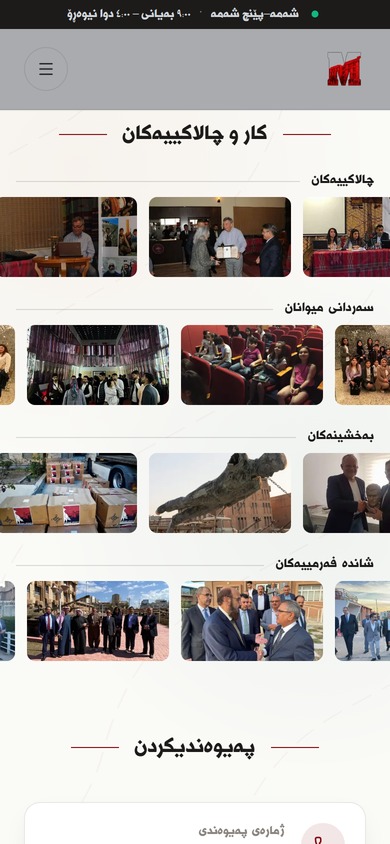 شەممە–پێنج شەممە · ٩:٠٠ بەیانی – ٤:٠٠ دوا نیوەڕۆ
M
کار و چالاکییەکان
چالاکییەکان
سەردانی میوانان
بەخشینەکان
شاندە فەرمییەکان
پەیوەندیکردن
ژمارەی پەیوەندی